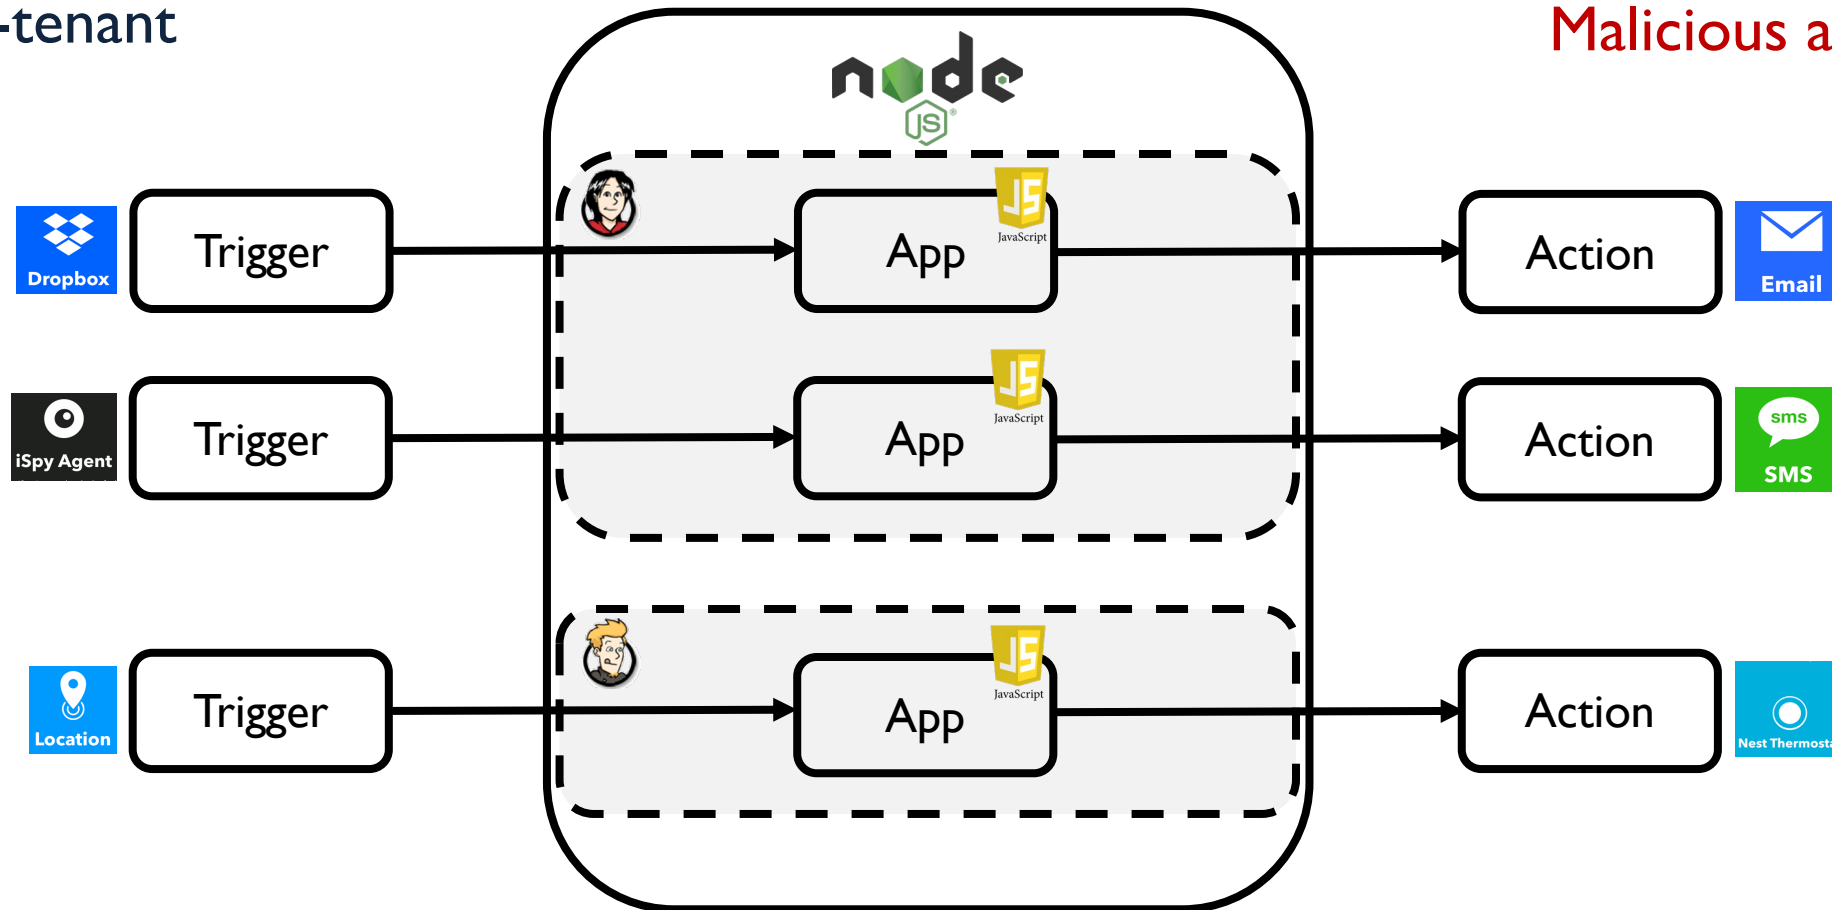 -tenant
Malicious a
node
JS
Dropbox
Trigger
App
JS
JavaScript
Action
Email
iSpy Agent
Trigger
App
JS
JavaScript
Action
sms
SMS
Location
Trigger
App
JS
JavaScript
Action
Nest Thermosta